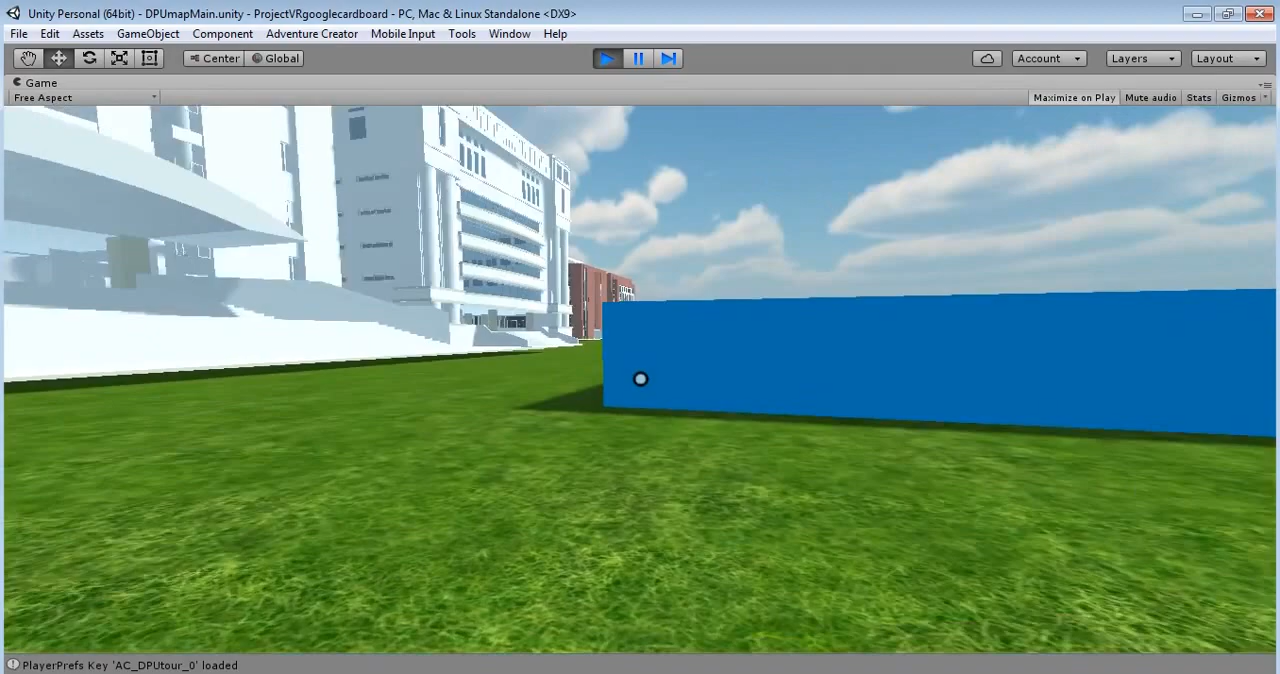 Unity Personal (64bit) - DPUmapMain.unity - ProjectVRgooglecardboard - PC, Mac & Linux Standalone <DX9>
File Edit Assets GameObject Component Adventure Creator Mobile Input Tools Window Help
Center Global Account Layers Layout
Game
Free Aspect Maximize on Play Mute audio Stats Gizmos
PlayerPrefs Key 'AC_DPUtour_0' loaded